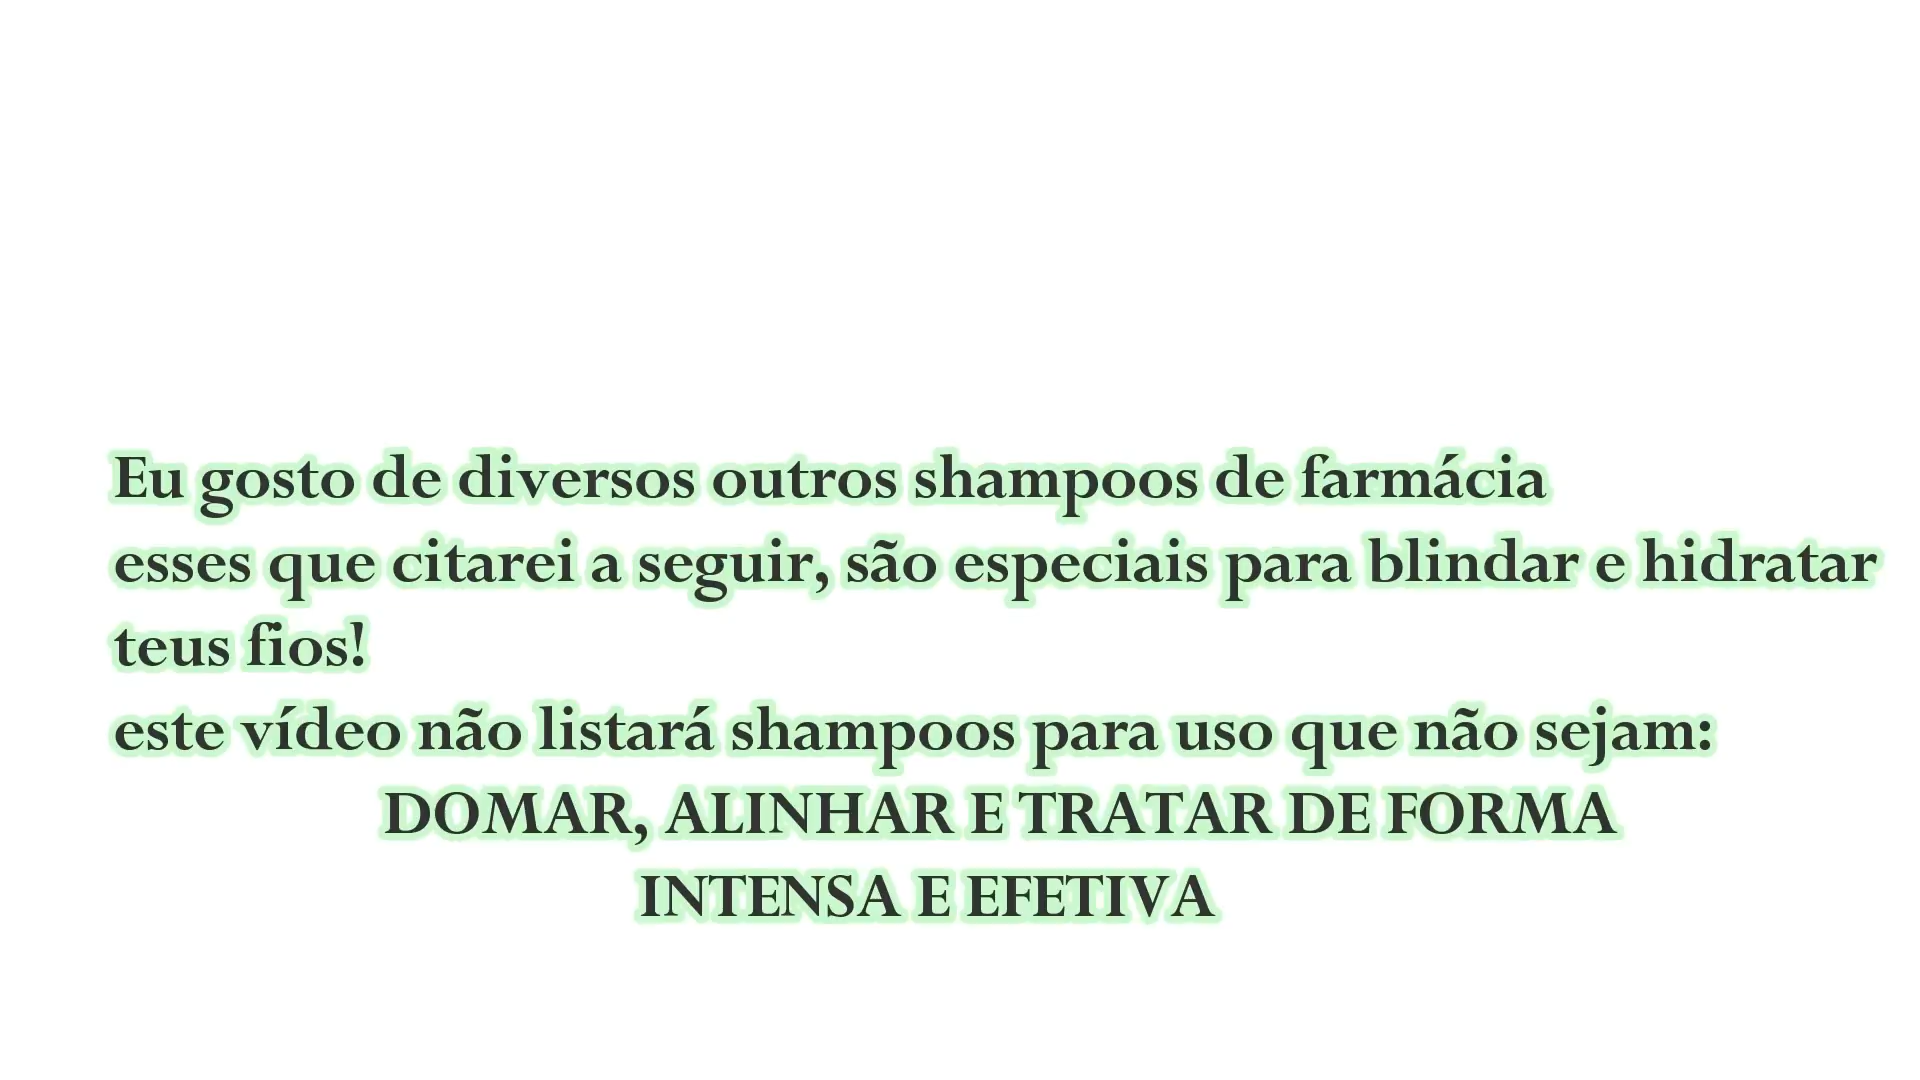 Eu gosto de diversos outros shampoos de farmácia
esses que citarei a seguir, são especiais para blindar e hidratar
teus fios!
este vídeo não listará shampoos para uso que não sejam:
DOMAR, ALINHAR E TRATAR DE FORMA
INTENSA E EFETIVA